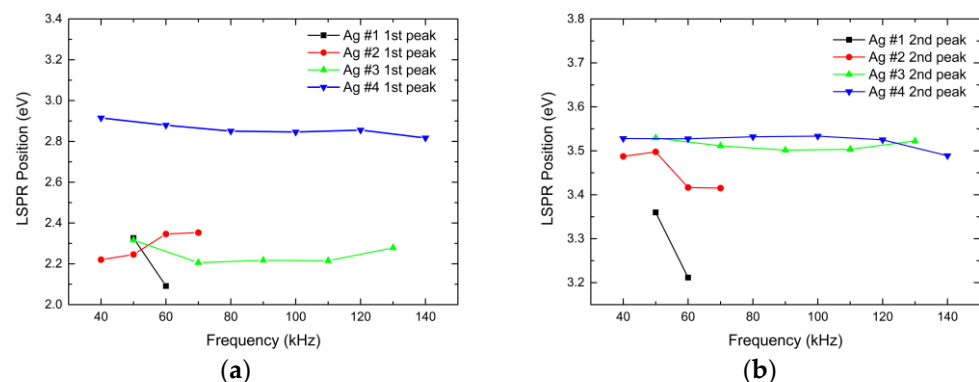 3.4
3.2
3.0
2.8
2.6
2.4
2.2
2.0
LSPR Position (eV)
Ag #1 1st peak
Ag #2 1st peak
Ag #3 1st peak
Ag #4 1st peak
40 60 80 100 120 140
Frequency (kHz)
(a)
3.8
3.7
3.6
3.5
3.4
3.3
3.2
LSPR Position (eV)
Ag #1 2nd peak
Ag #2 2nd peak
Ag #3 2nd peak
Ag #4 2nd peak
40 60 80 100 120 140
Frequency (kHz)
(b)